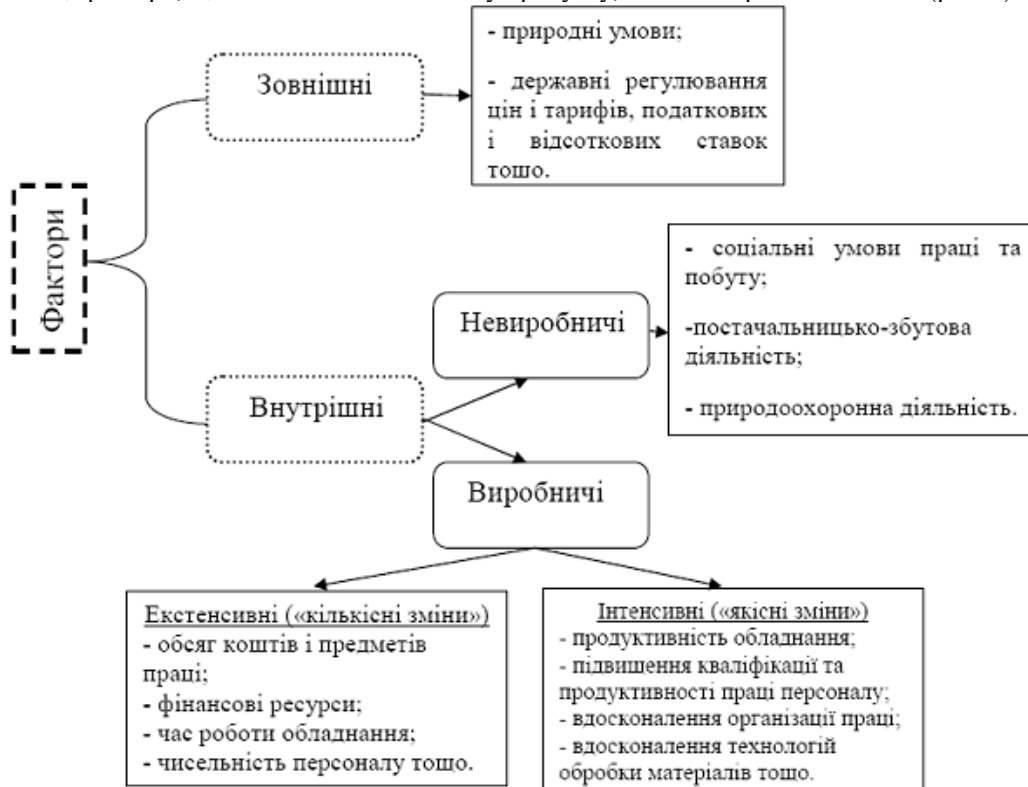 - природні умови;
- державні регулювання
цін і тарифів, податкових
і відсоткових ставок
тошо.
Зовнішні
Фактори
- соціальні умови праці та
побуту;
-постачальницько-збутова
діяльність;
- природоохоронна діяльність.
Невиробничі
Внутрішні
Виробничі
Екстенсивні («кількісні зміни»)
- обсяг коштів і предметів
праці;
- фінансові ресурси;
- час роботи обладнання;
- чисельність персоналу тощо.
Інтенсивні («якісні зміни»)
- продуктивність обладнання;
- підвищення кваліфікації та
продуктивності праці персоналу;
- вдосконалення організації праці;
- вдосконалення технологій
обробки матеріалів тощо.